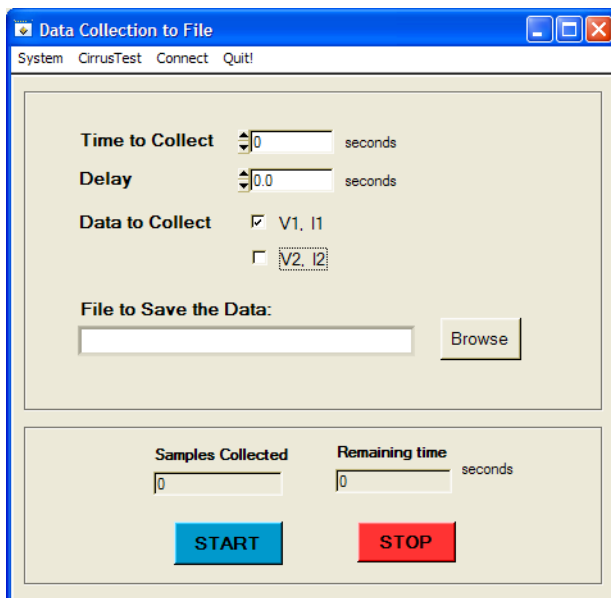 Data Collection to File
System CirrusTest Connect Quit!
Time to Collect 0 seconds
Delay 0.0 seconds
Data to Collect V1, I1
V2, I2
File to Save the Data:
Browse
Samples Collected Remaining time
0 0 seconds
START STOP